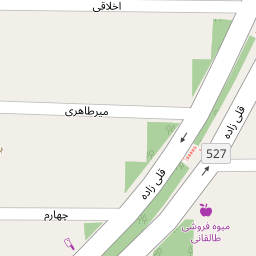 اخلاقی
میرطاهری
قلی زاده
527
قلی زاده
چهارم
میوه فروشی
طالقانی